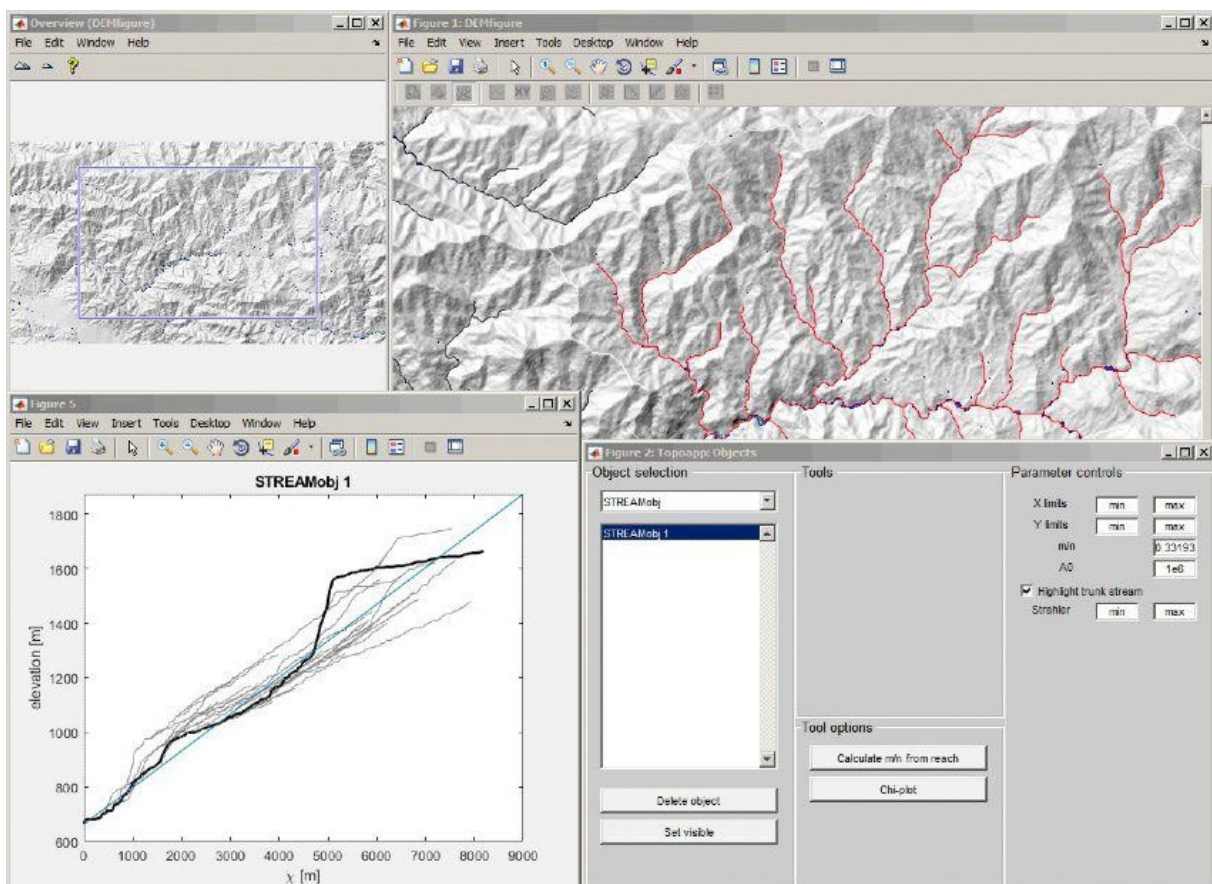 Overview (DEMfigure)
File Edit Window Help
Figure 1: DEMfigure
File Edit View Insert Tools Desktop Window Help
XY
Figure 5
File Edit View Insert Tools Desktop Window Help
STREAMobj 1
elevation [m]
1800
1600
1400
1200
1000
800
600
0 1000 2000 3000 4000 5000 6000 7000 8000 9000
χ [m]
Figure 2: Topoapp: Objects
Object selection
STREAMobj
STREAMobj 1
Delete object
Set visible
Tools
Tool options
Calculate m/n from reach
Chi-plot
Parameter controls
X limits min max
Y limits min max
m/n 0.33193
A0 1e6
Highlight trunk stream
Strahler min max